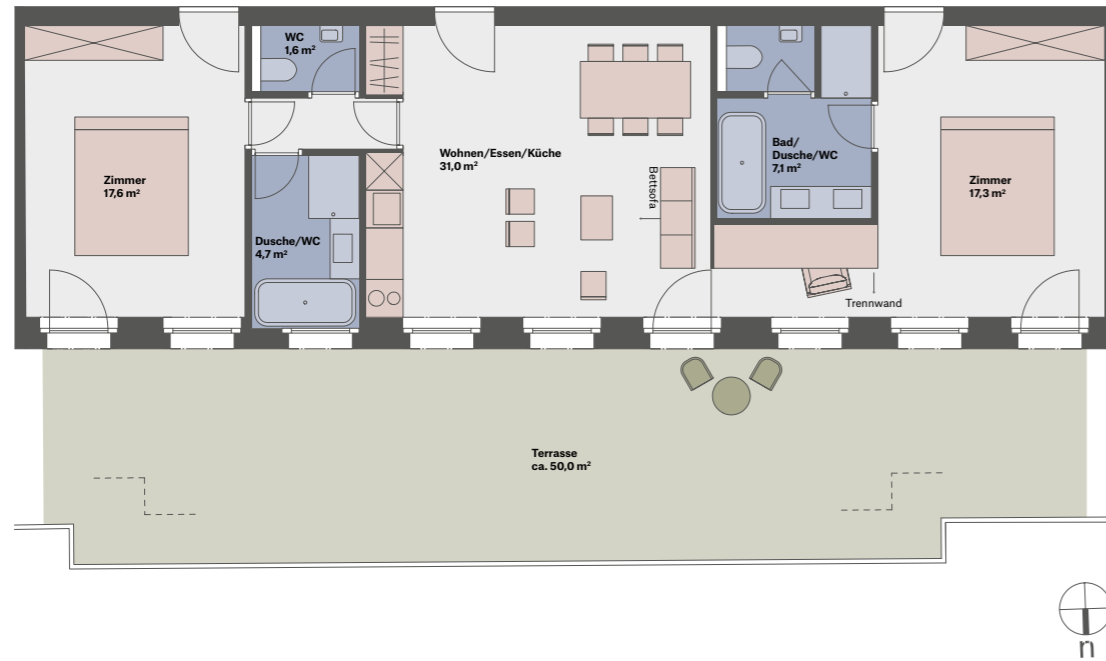 WC
1,6 m²
Zimmer
17,6 m²
Dusche/WC
4,7 m²
Wohnen/Essen/Küche
31,0 m²
Bettsofa
Bad/
Dusche/WC
7,1 m²
Zimmer
17,3 m²
Trennwand
Terrasse
ca. 50,0 m²
n